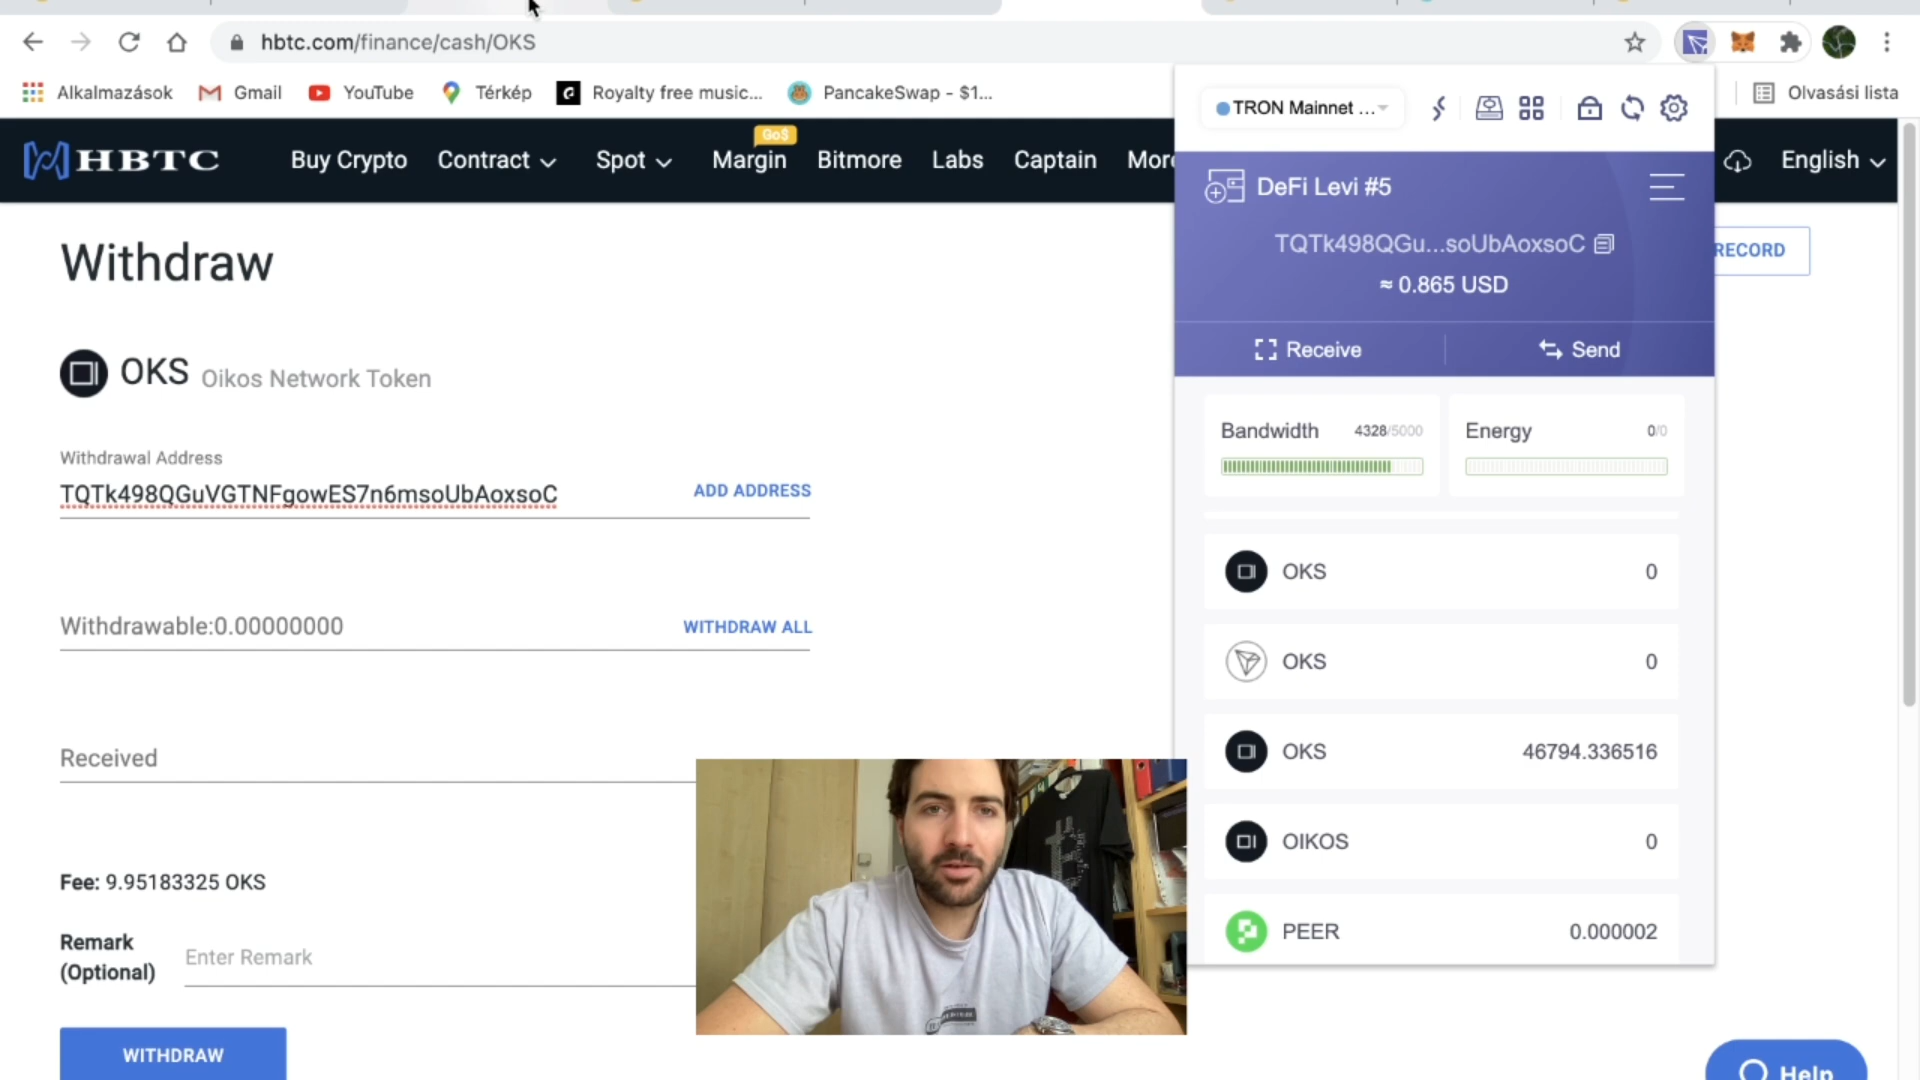 hbtc.com/finance/cash/OKS
Alkalmazások
Gmail
YouTube
Térkép
Royalty free music...
PancakeSwap - $1...
Olvasási lista
HBTC
Buy Crypto
Contract
Spot
Go$
Margin
Bitmore
Labs
Captain
More
English
Withdraw
RECORD
OKS Oikos Network Token
Withdrawal Address
TQTk498QGuVGTNFgowES7n6msoUbAoxsoC
ADD ADDRESS
Withdrawable:0.00000000
WITHDRAW ALL
Received
Fee: 9.95183325 OKS
Remark
(Optional)
Enter Remark
WITHDRAW
TRON Mainnet ...
DeFi Levi #5
TQTk498QGu...soUbAoxsoC
≈ 0.865 USD
Receive
Send
Bandwidth 4328/5000
Energy 0/0
OKS 0
OKS 0
OKS 46794.336516
OIKOS 0
PEER 0.000002
Help